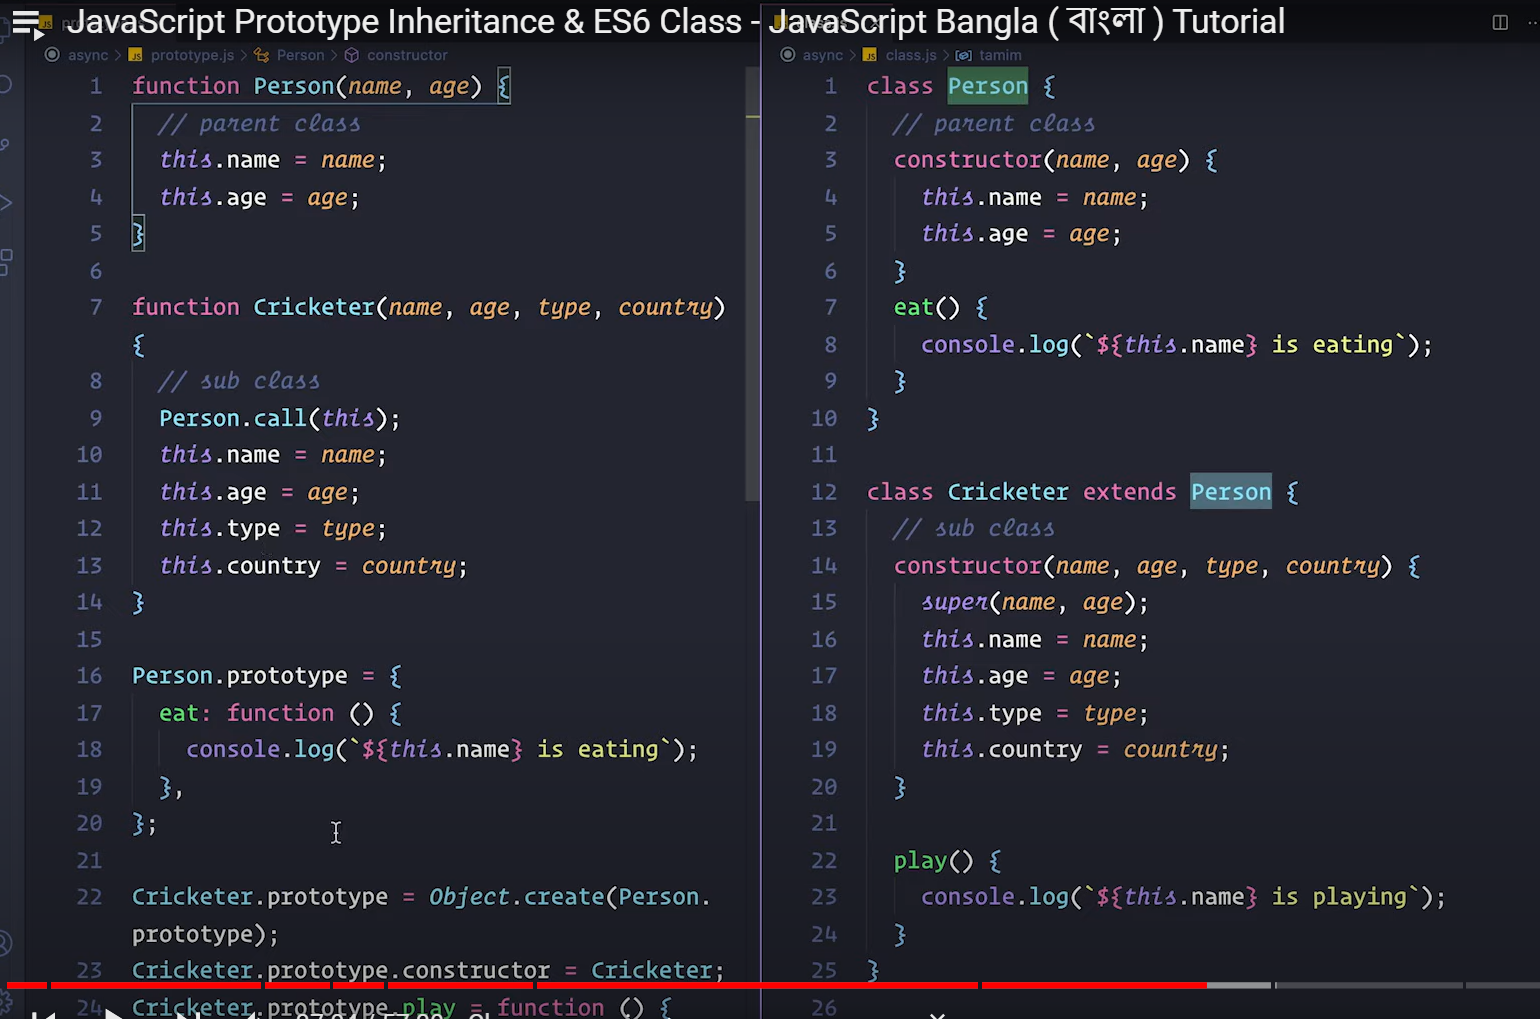 JavaScript Prototype Inheritance & ES6 Class - JavaScript Bangla ( বাংলা ) Tutorial
async > JS prototype.js > Person > constructor
1 function Person(name, age) {
2 // parent class
3 this.name = name;
4 this.age = age;
5 }
6
7 function Cricketer(name, age, type, country)
{
8 // sub class
9 Person.call(this);
10 this.name = name;
11 this.age = age;
12 this.type = type;
13 this.country = country;
14 }
15
16 Person.prototype = {
17 eat: function () {
18 console.log(`${this.name} is eating`);
19 },
20 };
21
22 Cricketer.prototype = Object.create(Person.
prototype);
23 Cricketer.prototype.constructor = Cricketer;
24 Cricketer.prototype.play = function () {
async > JS class.js > tamim
1 class Person {
2 // parent class
3 constructor(name, age) {
4 this.name = name;
5 this.age = age;
6 }
7 eat() {
8 console.log(`${this.name} is eating`);
9 }
10 }
11
12 class Cricketer extends Person {
13 // sub class
14 constructor(name, age, type, country) {
15 super(name, age);
16 this.name = name;
17 this.age = age;
18 this.type = type;
19 this.country = country;
20 }
21
22 play() {
23 console.log(`${this.name} is playing`);
24 }
25 }
26